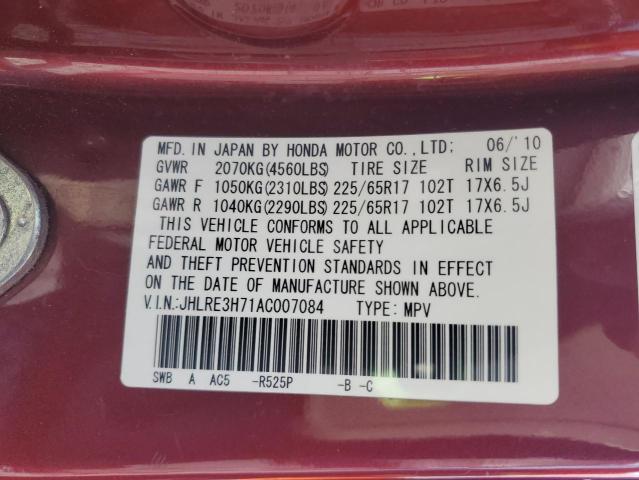 MFD. IN JAPAN BY HONDA MOTOR CO., LTD; 06/'10
GVWR 2070KG(4560LBS) TIRE SIZE RIM SIZE
GAWR F 1050KG(2310LBS) 225/65R17 102T 17X6.5J
GAWR R 1040KG(2290LBS) 225/65R17 102T 17X6.5J
THIS VEHICLE CONFORMS TO ALL APPLICABLE
FEDERAL MOTOR VEHICLE SAFETY
AND THEFT PREVENTION STANDARDS IN EFFECT
ON THE DATE OF MANUFACTURE SHOWN ABOVE.
V.I.N.:JHLRE3H71AC007084 TYPE: MPV
SWB A AC5 -R525P -B -C